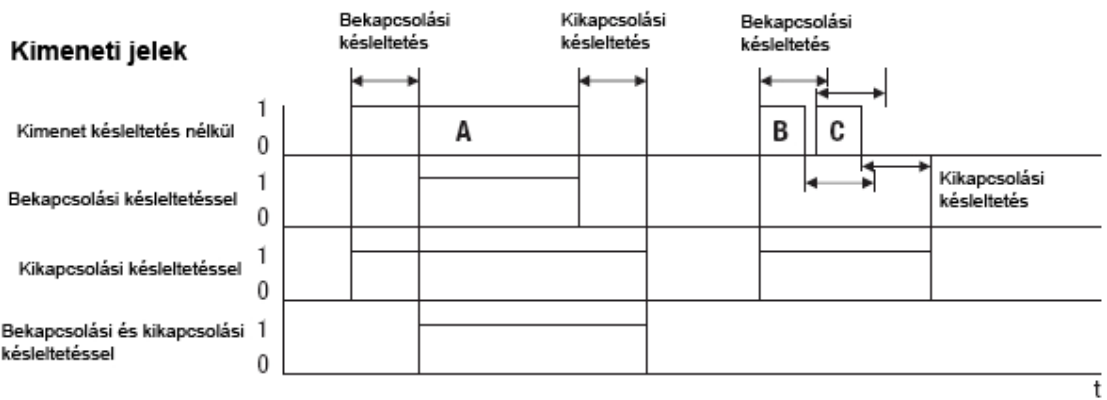 Bekapcsolási
késleltetés
Kikapcsolási
késleltetés
Bekapcsolási
késleltetés
Kimeneti jelek
Kimenet késleltetés nélkül
1
0
A
B
C
Bekapcsolási késleltetéssel
1
0
Kikapcsolási
késleltetés
Kikapcsolási késleltetéssel
1
0
Bekapcsolási és kikapcsolási
késleltetéssel
1
0
t